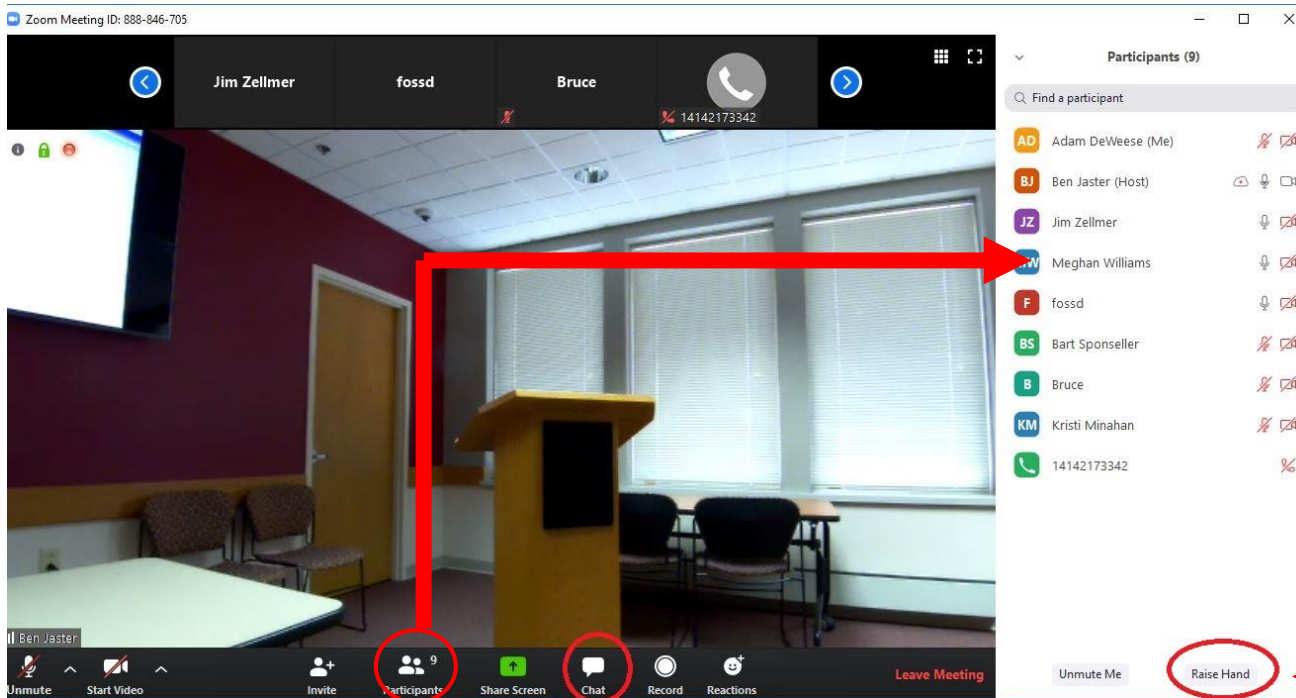 Zoom Meeting ID: 888-846-705
Jim Zellmer
fossd
Bruce
14142173342
Ben Jaster
Unmute
Start Video
Invite
9
Participants
Share Screen
Chat
Record
Reactions
Leave Meeting
Participants (9)
Find a participant
AD Adam DeWeese (Me)
BJ Ben Jaster (Host)
JZ Jim Zellmer
MW Meghan Williams
F fossd
BS Bart Sponseller
B Bruce
KM Kristi Minahan
14142173342
Unmute Me
Raise Hand